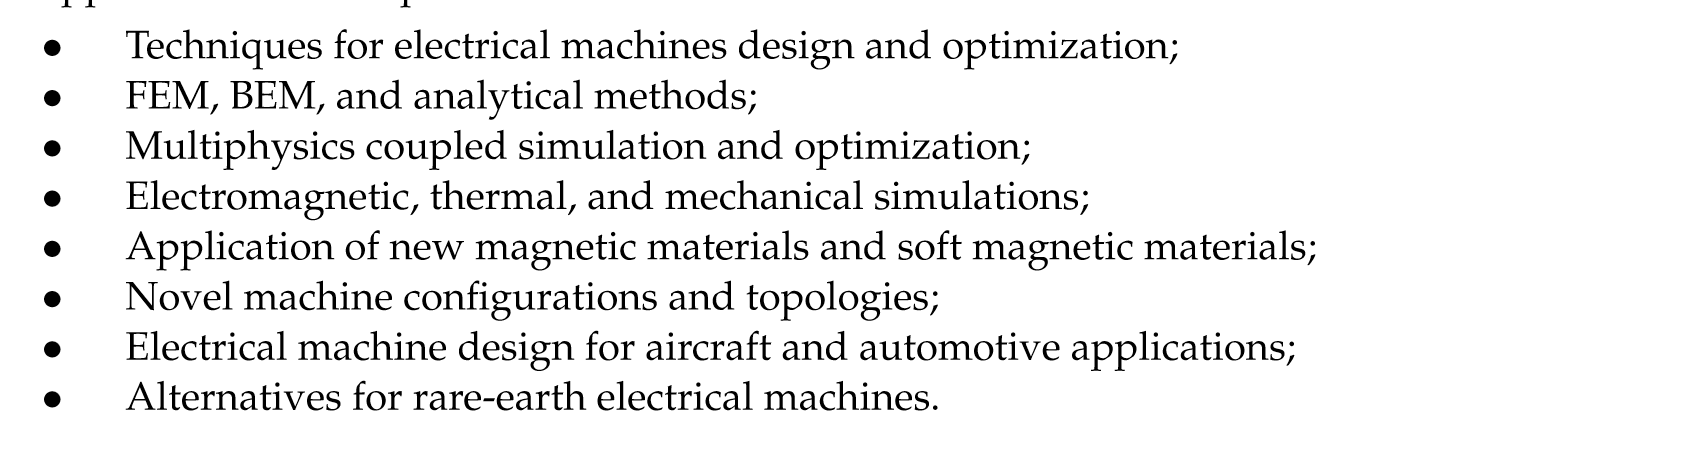 • Techniques for electrical machines design and optimization;
• FEM, BEM, and analytical methods;
• Multiphysics coupled simulation and optimization;
• Electromagnetic, thermal, and mechanical simulations;
• Application of new magnetic materials and soft magnetic materials;
• Novel machine configurations and topologies;
• Electrical machine design for aircraft and automotive applications;
• Alternatives for rare-earth electrical machines.